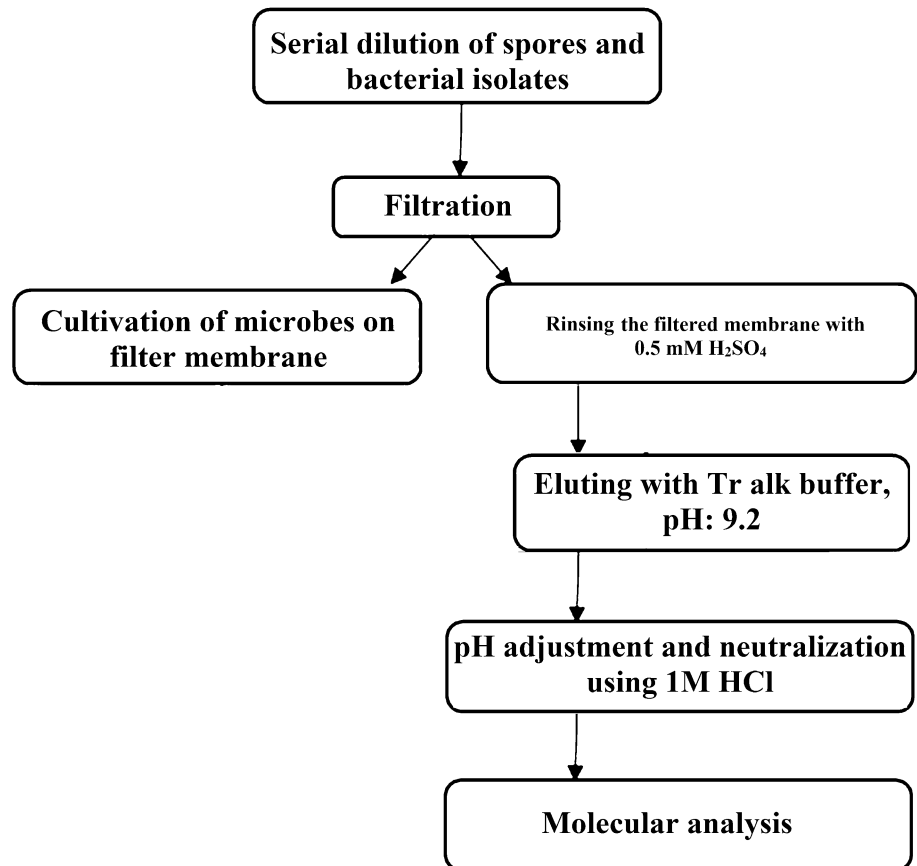 Serial dilution of spores and
bacterial isolates
Filtration
Cultivation of microbes on
filter membrane
Rinsing the filtered membrane with
0.5 mM H₂SO₄
Eluting with Tr alk buffer,
pH: 9.2
pH adjustment and neutralization
using 1M HCl
Molecular analysis